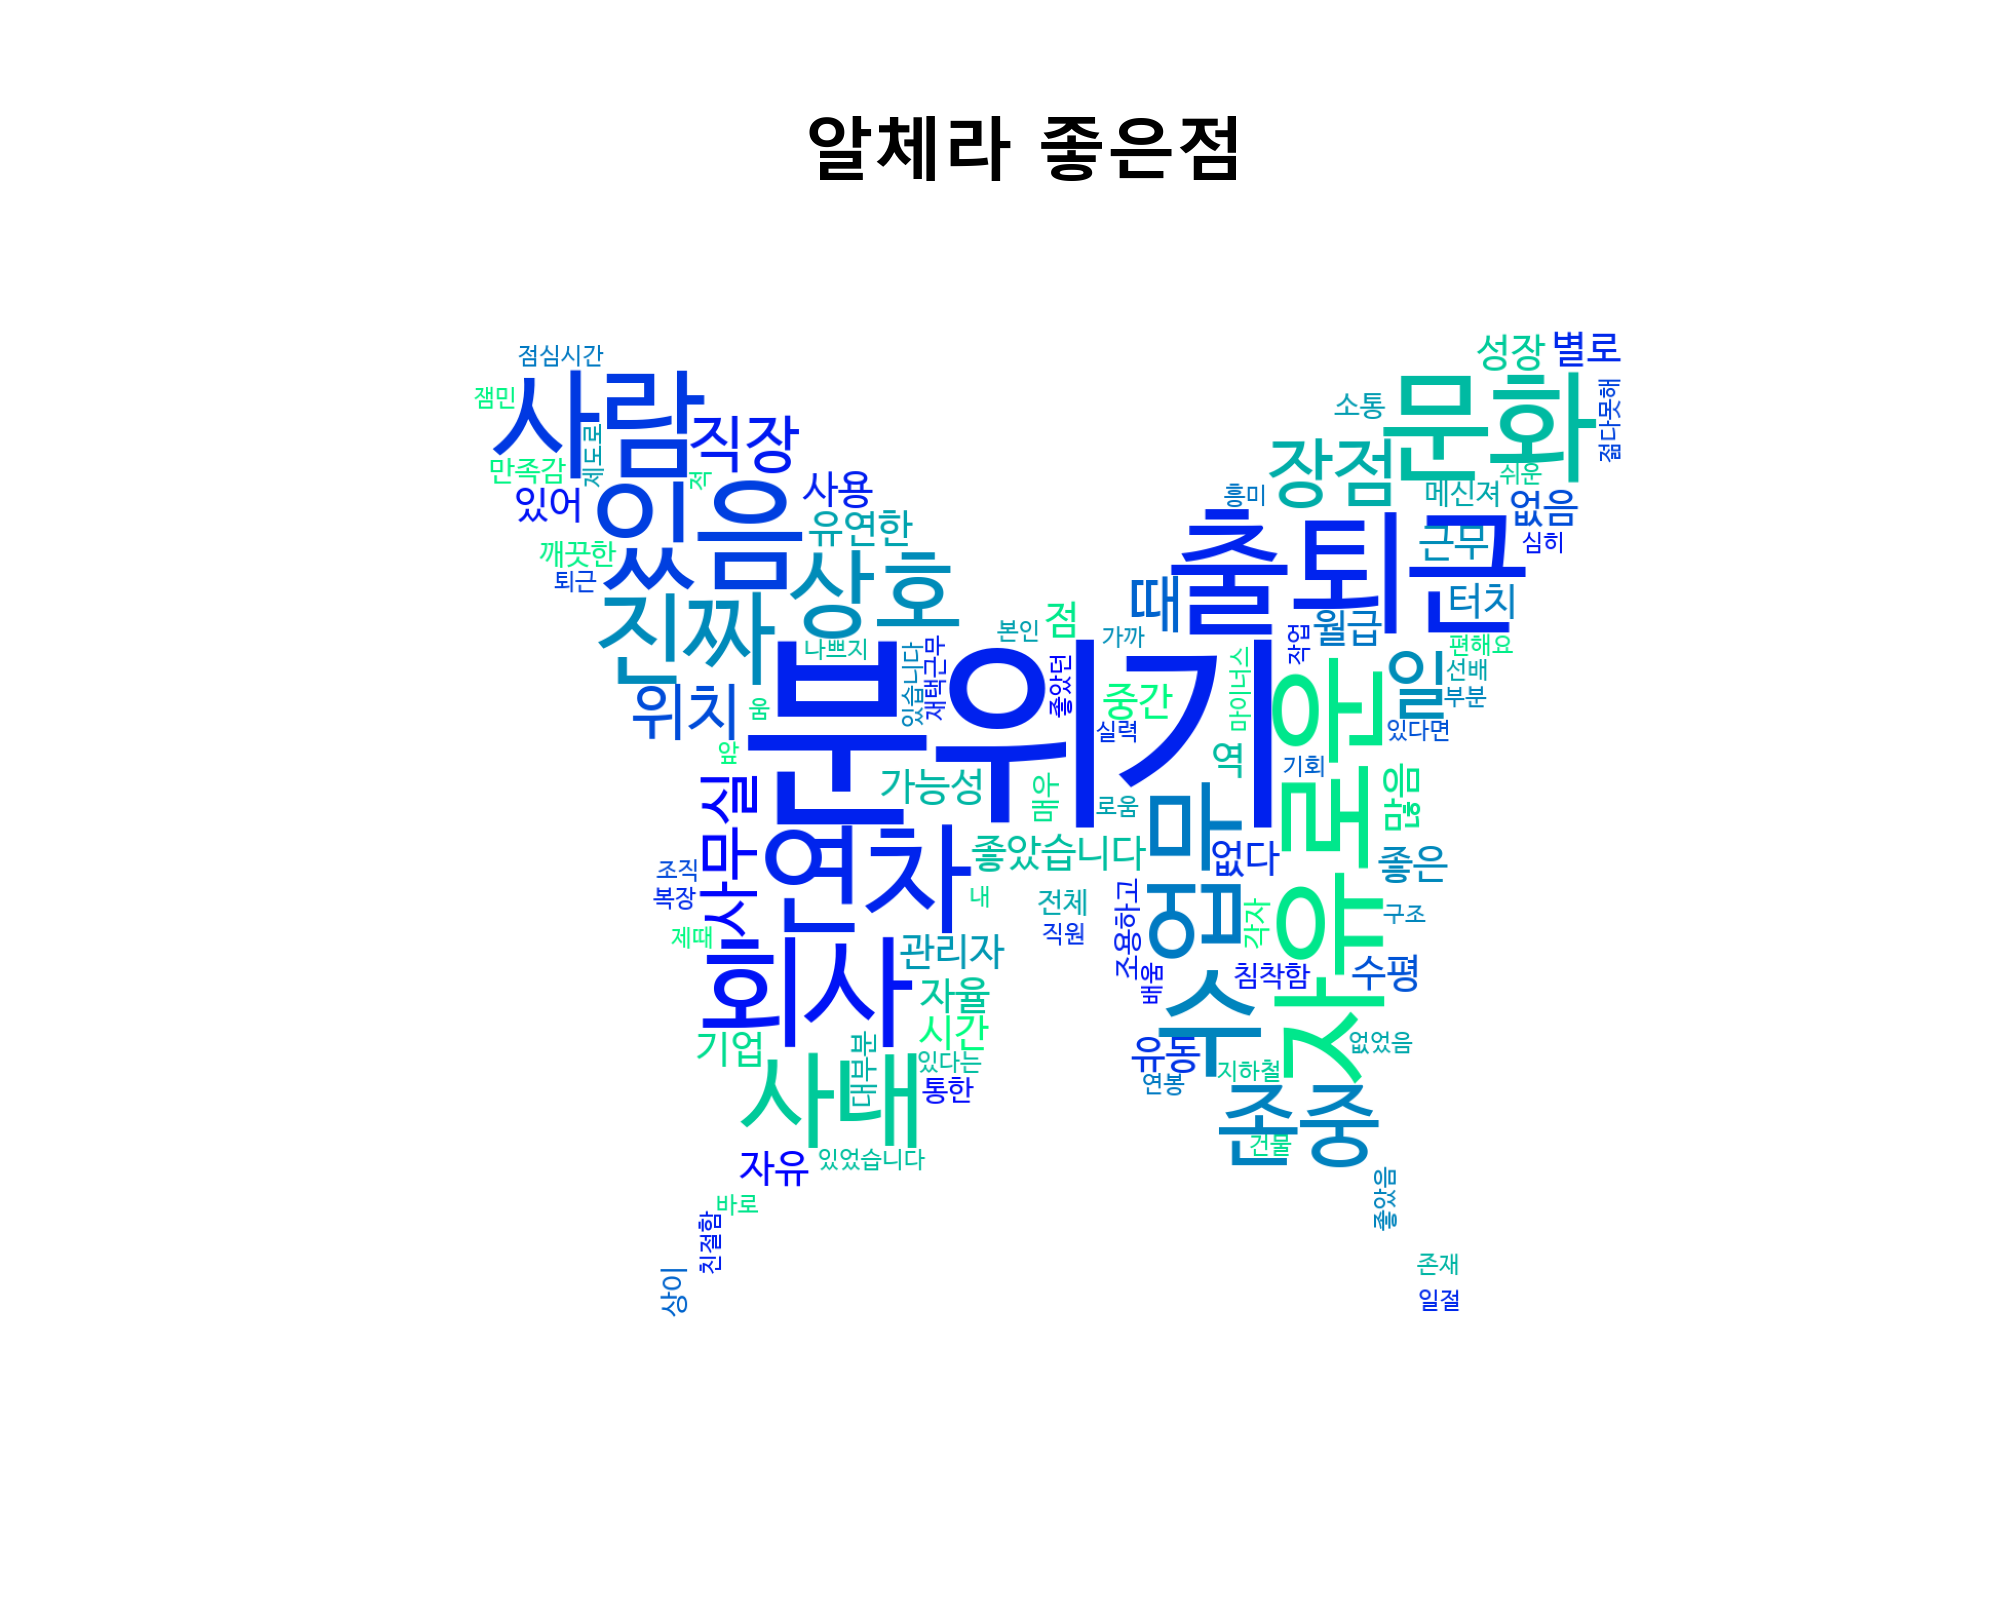 알체라 좋은점
점심시간
성장 별로
잼민
사람
직장
제도로
적
만족감
있어
있음
사용
유연한
깨끗한
퇴근
진짜
상호
소통
문화
젊다못해
장점
쉬운
흥미
메신져
없음
출퇴근
근무
심히
때
터치
월급
작업
편해요
본인
점
가까
나쁘지
있습니다
재택근무
좋았던
위치
움
분위기
중간
마이너스
실력
일
선배
부분
있다면
자유로운
앞
역
기회
가능성
아봄
로움
많음
사무실
업무
연차
좋았습니다
없다
좋은
조직
복장
제때
내
전체
직원
조용하고
배움
각자
구조
회사
관리자
침착함
수평
자율
수
시간
기업
대부분
있다는
통한
유동
없었음
지하철
연봉
사내
존중
건물
자유
있었습니다
좋았음
바로
친절함
상이
존재
일절